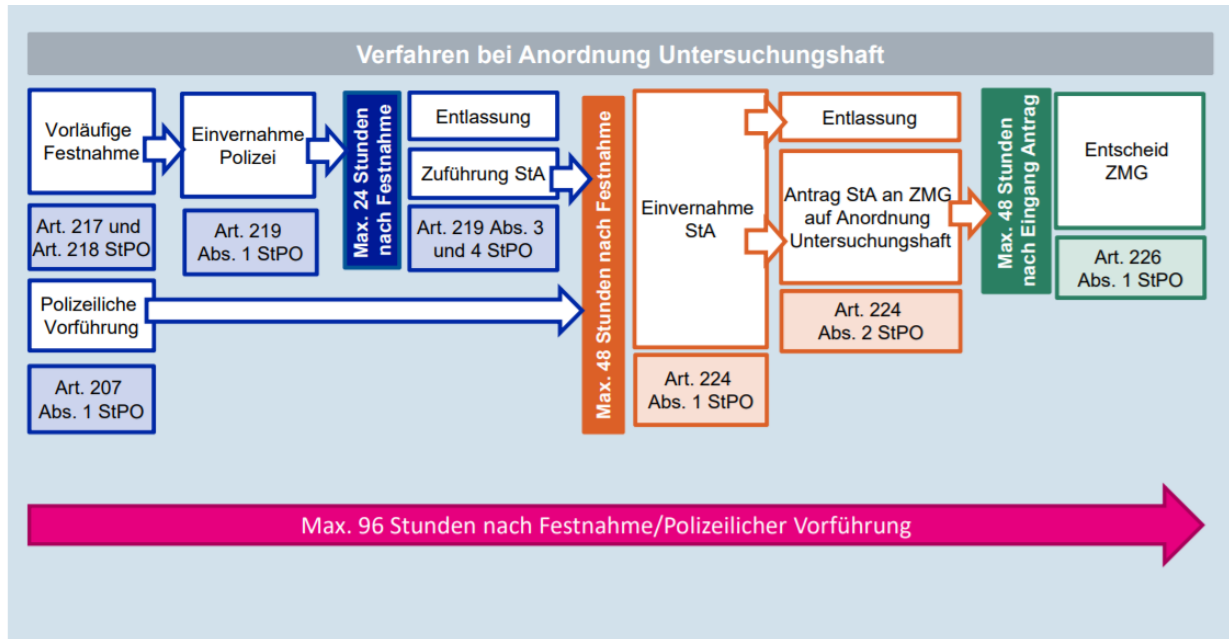 Verfahren bei Anordnung Untersuchungshaft
Vorläufige
Festnahme
Art. 217 und
Art. 218 StPO
Einvernahme
Polizei
Art. 219
Abs. 1 StPO
Max. 24 Stunden
nach Festnahme
Entlassung
Zuführung StA
Art. 219 Abs. 3
und 4 StPO
Polizeiliche
Vorführung
Art. 207
Abs. 1 StPO
Max. 48 Stunden nach Festnahme
Einvernahme
StA
Art. 224
Abs. 1 StPO
Entlassung
Antrag StA an ZMG
auf Anordnung
Untersuchungshaft
Art. 224
Abs. 2 StPO
Max. 48 Stunden
nach Eingang Antrag
Entscheid
ZMG
Art. 226
Abs. 1 StPO
Max. 96 Stunden nach Festnahme/Polizeilicher Vorführung